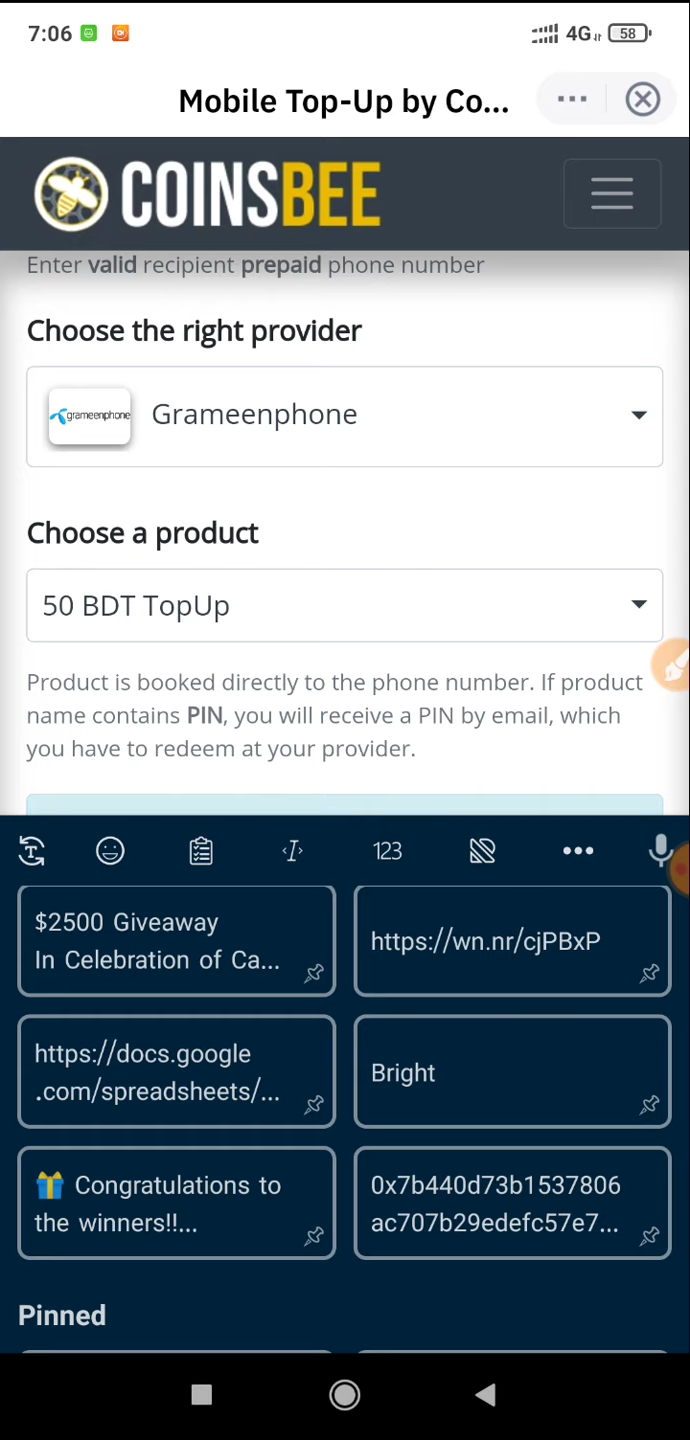 7:06 4G 58
Mobile Top-Up by Co...
COINSBEE
Enter valid recipient prepaid phone number
Choose the right provider
grameenphone Grameenphone
Choose a product
50 BDT TopUp
Product is booked directly to the phone number. If product
name contains PIN, you will receive a PIN by email, which
you have to redeem at your provider.
T 123
$2500 Giveaway
In Celebration of Ca...
https://wn.nr/cjPBxP
https://docs.google
.com/spreadsheets/...
Bright
🎁 Congratulations to
the winners!!...
0x7b440d73b1537806
ac707b29edefc57e7...
Pinned